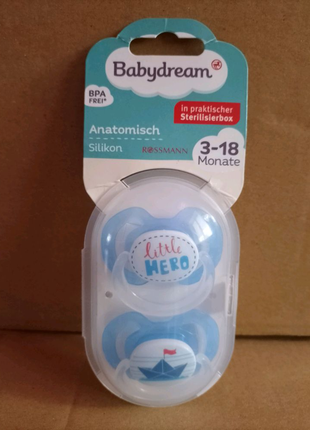 Babydream
BPA
FREI*
in praktischer
Sterilisierbox
Anatomisch
Silikon
ROSSMANN
3-18
Monate
little
HERO